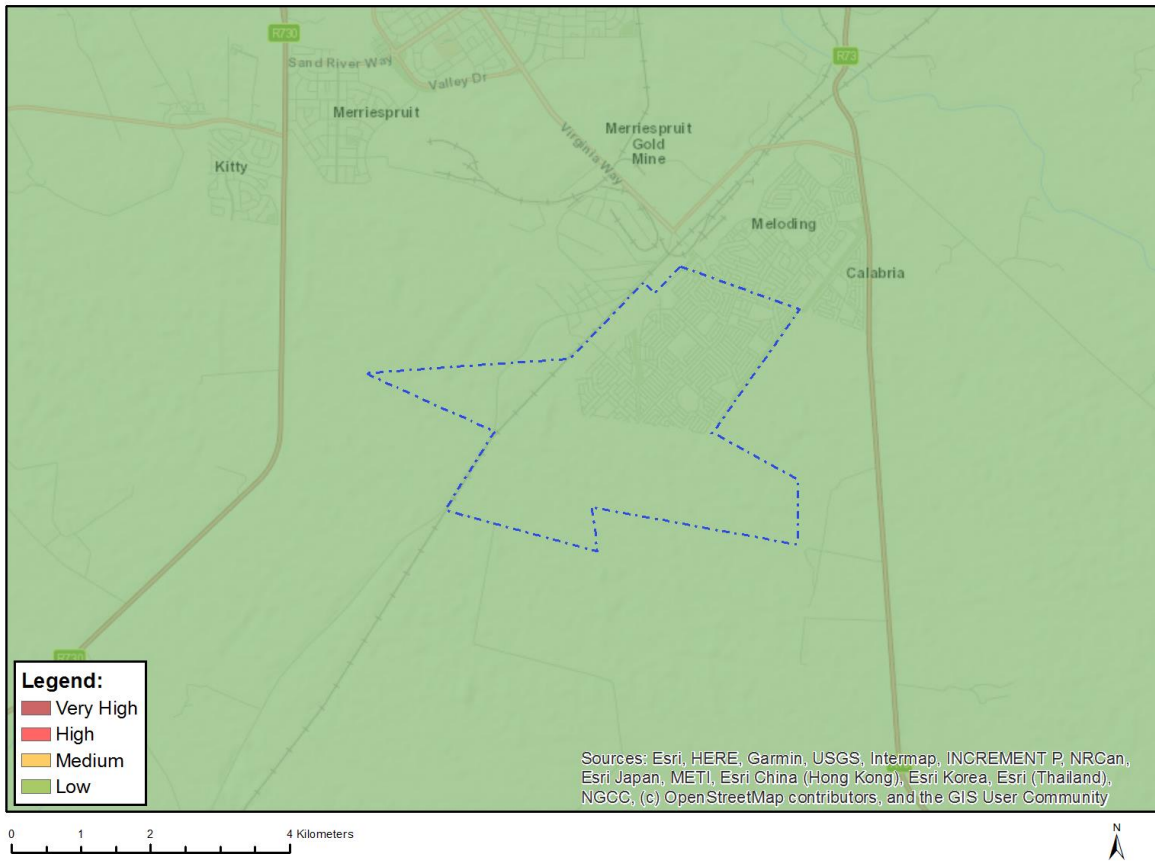 R730
R73
Sand River Way
Valley Dr
Merriespruit
Merriespruit
Gold
Mine
Virginia Way
Kitty
Meloding
Calabria
R730
Legend:
Very High
High
Medium
Low
Sources: Esri, HERE, Garmin, USGS, Intermap, INCREMENT P, NRCan,
Esri Japan, METI, Esri China (Hong Kong), Esri Korea, Esri (Thailand),
NGCC, (c) OpenStreetMap contributors, and the GIS User Community
0 1 2 4 Kilometers
N